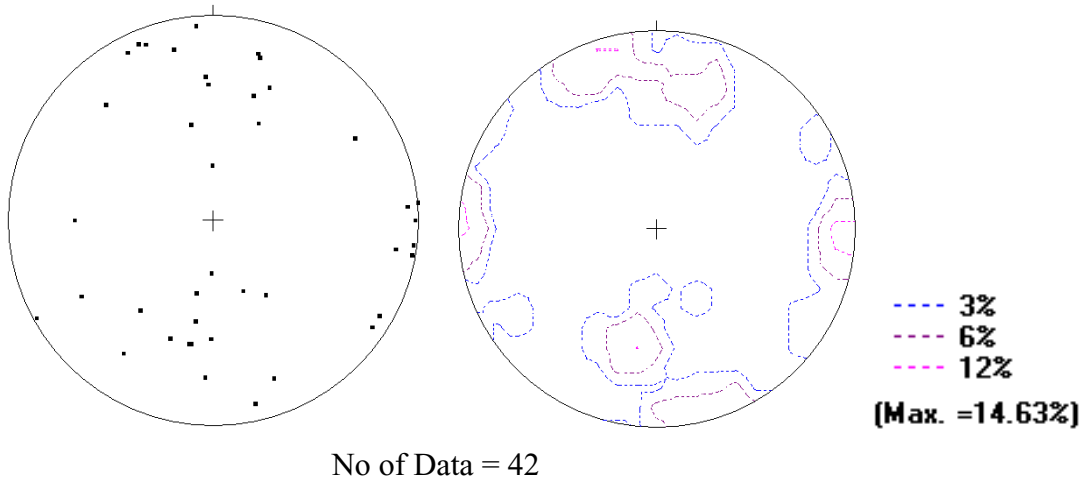 3%
6%
12%
(Max. =14.63%)
No of Data = 42